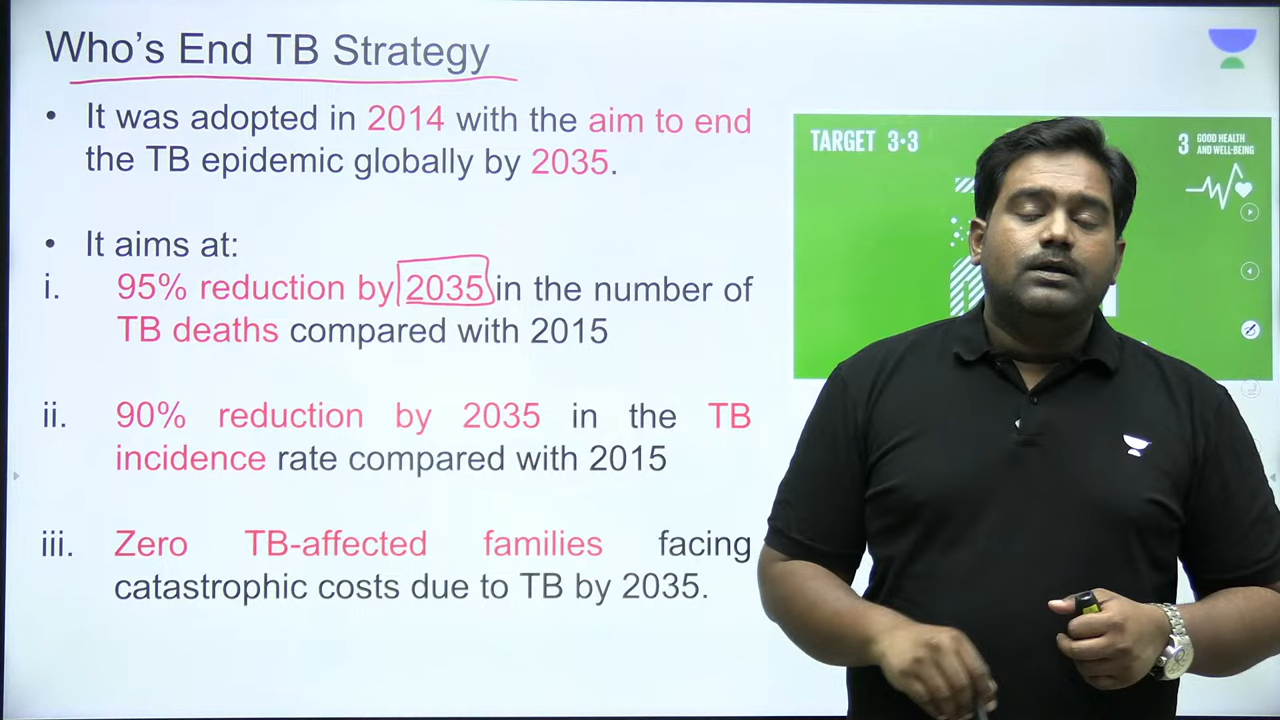 Who's End TB Strategy
• It was adopted in 2014 with the aim to end
the TB epidemic globally by 2035.
• It aims at:
i. 95% reduction by 2035 in the number of
TB deaths compared with 2015
ii. 90% reduction by 2035 in the TB
incidence rate compared with 2015
iii. Zero TB-affected families facing
catastrophic costs due to TB by 2035.
TARGET 3·3
3 GOOD HEALTH
AND WELL-BEING